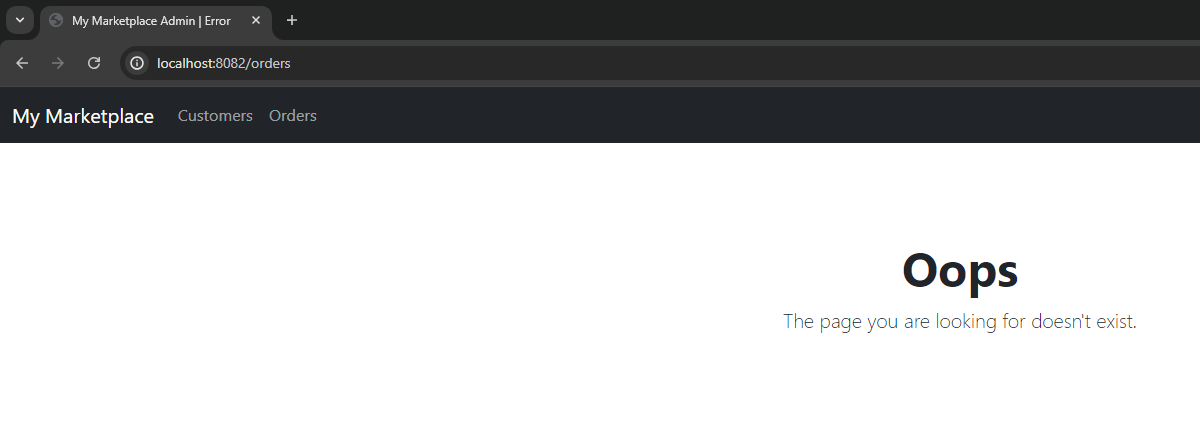 My Marketplace Admin | Error
localhost:8082/orders
My Marketplace Customers Orders
Oops
The page you are looking for doesn't exist.